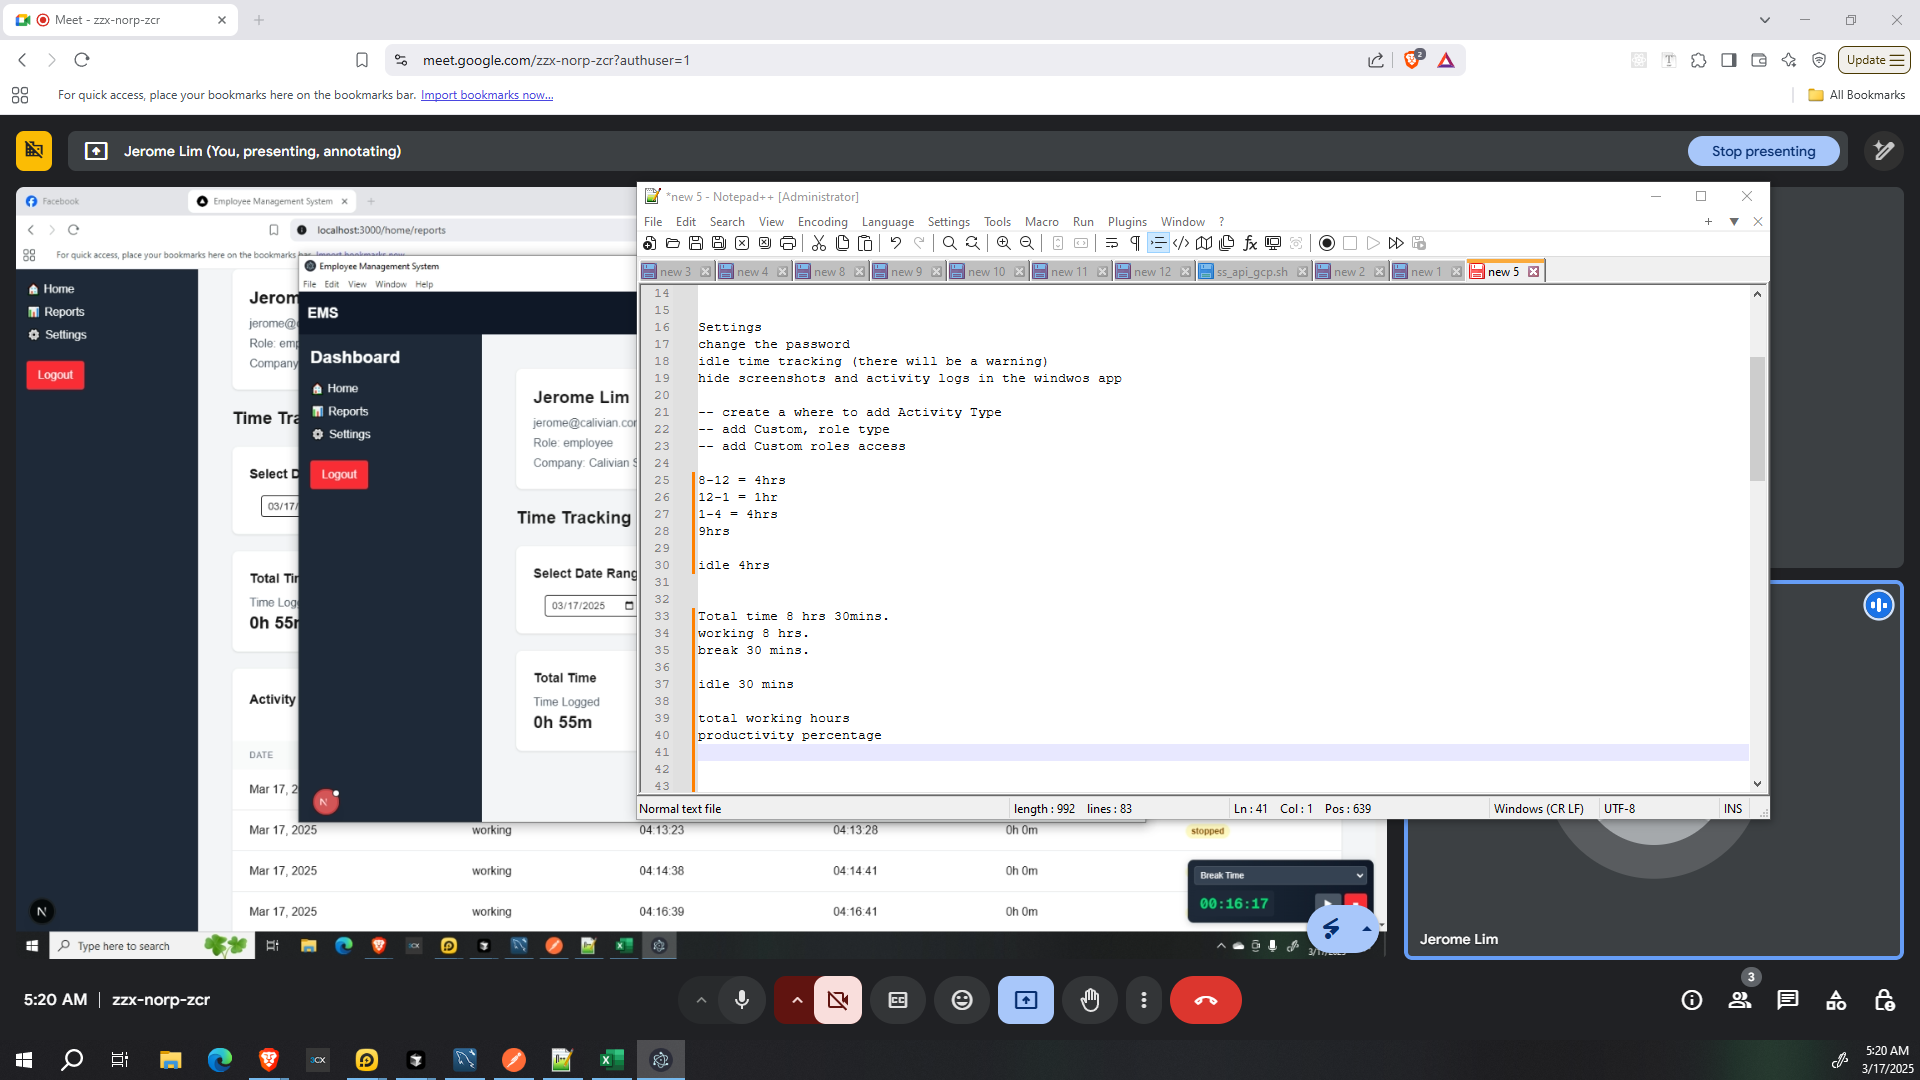 Meet - zzx-norp-zcr
meet.google.com/zzx-norp-zcr?authuser=1
2
Update
For quick access, place your bookmarks here on the bookmarks bar. Import bookmarks now...
All Bookmarks
Jerome Lim (You, presenting, annotating)
Stop presenting
Facebook
Employee Management System
localhost:3000/home/reports
For quick access, place your bookmarks here on the bookmarks bar. Import bookmarks now...
Home
Reports
Settings
Logout
Jerom
jerome@c
Role: emp
Company
Time Tra
Select D
03/17/
Total Tim
Time Logg
0h 55m
Activity
DATE
Mar 17, 2
Mar 17, 2025 working 04:13:23 04:13:28 0h 0m stopped
Mar 17, 2025 working 04:14:38 04:14:41 0h 0m
Mar 17, 2025 working 04:16:39 04:16:41 0h 0m
Break Time
00:16:17
N
Type here to search
Employee Management System
File Edit View Window Help
EMS
Dashboard
Home
Reports
Settings
Logout
N
Jerome Lim
jerome@calivian.com
Role: employee
Company: Calivian S
Time Tracking
Select Date Rang
03/17/2025
Total Time
Time Logged
0h 55m
*new 5 - Notepad++ [Administrator]
File Edit Search View Encoding Language Settings Tools Macro Run Plugins Window ?
new 3 new 4 new 8 new 9 new 10 new 11 new 12 ss_api_gcp.sh new 2 new 1 new 5
14
15
16 Settings
17 change the password
18 idle time tracking (there will be a warning)
19 hide screenshots and activity logs in the windwos app
20
21 -- create a where to add Activity Type
22 -- add Custom, role type
23 -- add Custom roles access
24
25 8-12 = 4hrs
26 12-1 = 1hr
27 1-4 = 4hrs
28 9hrs
29
30 idle 4hrs
31
32
33 Total time 8 hrs 30mins.
34 working 8 hrs.
35 break 30 mins.
36
37 idle 30 mins
38
39 total working hours
40 productivity percentage
41
42
43
Normal text file length : 992 lines : 83 Ln : 41 Col : 1 Pos : 639 Windows (CR LF) UTF-8 INS
Jerome Lim
5:20 AM | zzx-norp-zcr
3
5:20 AM
3/17/2025